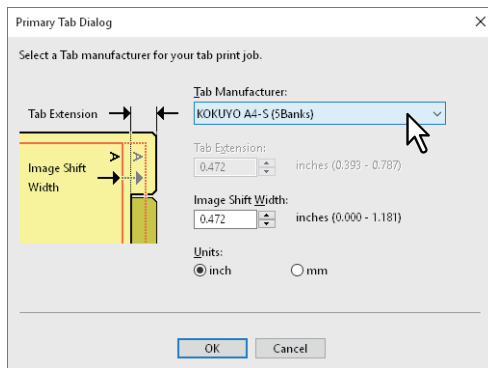 Primary Tab Dialog
Select a Tab manufacturer for your tab print job.
Tab Manufacturer:
KOKUYO A4-S (5Banks)
Tab Extension
A A
Image Shift
Width
Tab Extension:
0.472 inches (0.393 - 0.787)
Image Shift Width:
0.472 inches (0.000 - 1.181)
Units:
inch mm
OK Cancel